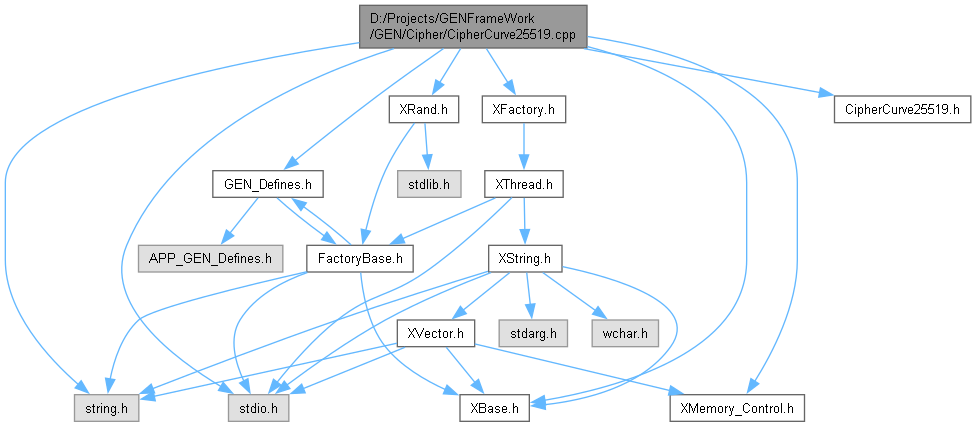 D:/Projects/GENFrameWork
/GEN/Cipher/CipherCurve25519.cpp
XRand.h
XFactory.h
CipherCurve25519.h
GEN_Defines.h
stdlib.h
XThread.h
APP_GEN_Defines.h
FactoryBase.h
XString.h
XVector.h
stdarg.h
wchar.h
string.h
stdio.h
XBase.h
XMemory_Control.h